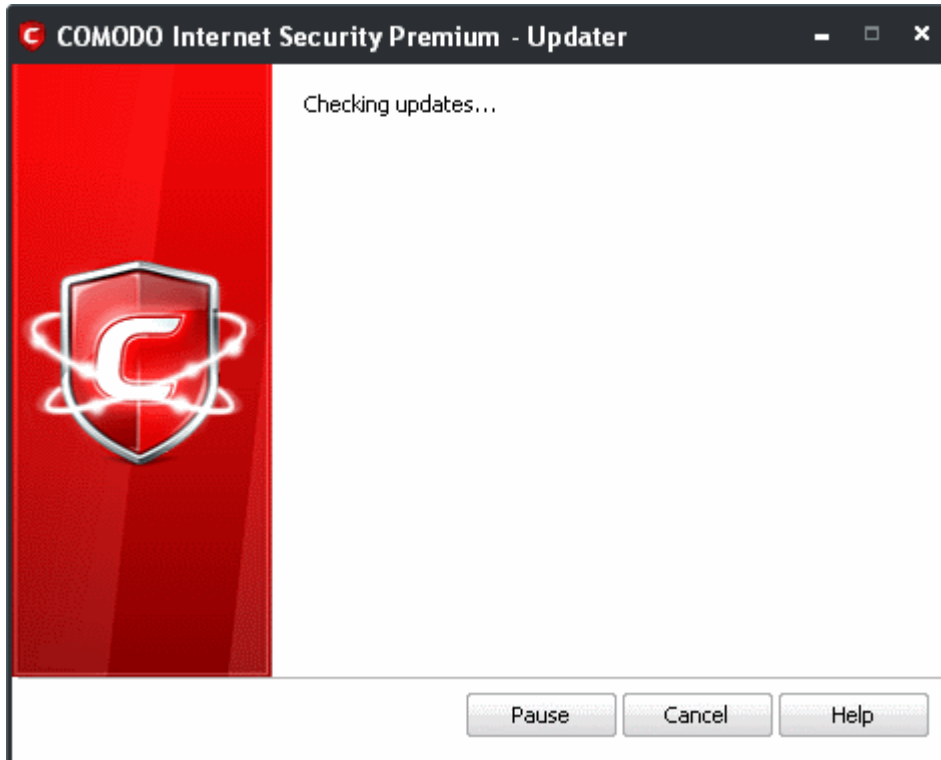 COMODO Internet Security Premium - Updater
Checking updates...
Pause
Cancel
Help